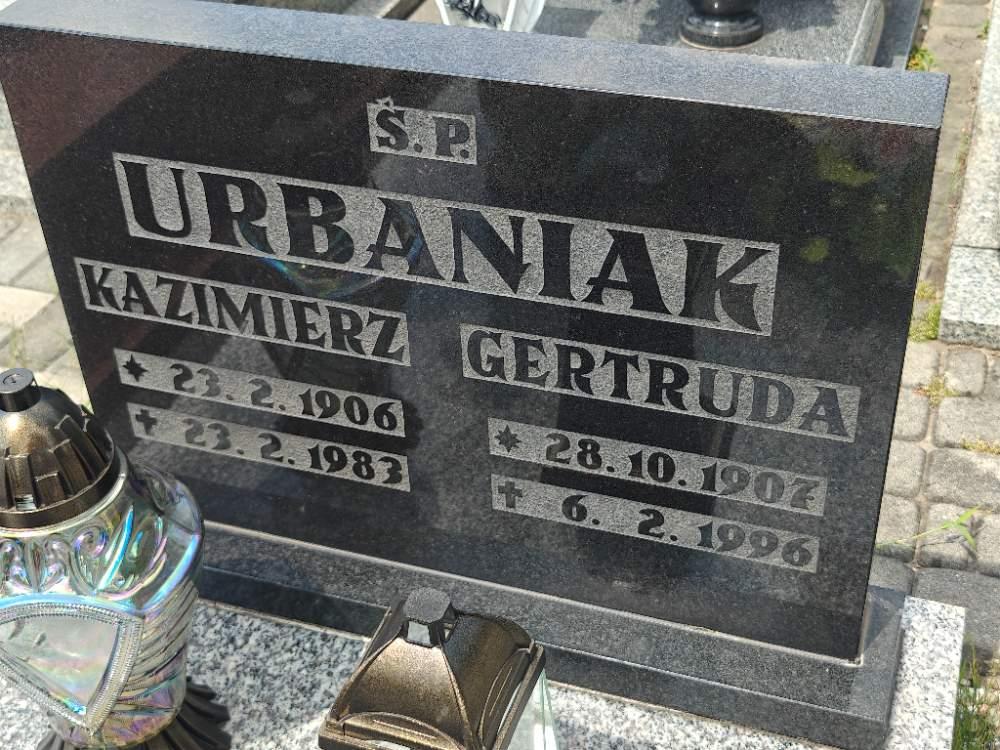 Ś. P.
URBANIAK
KAZIMIERZ
* 23. 2. 1906
✝ 23. 2. 1983
GERTRUDA
* 28. 10. 1907
✝ 6. 2. 1996